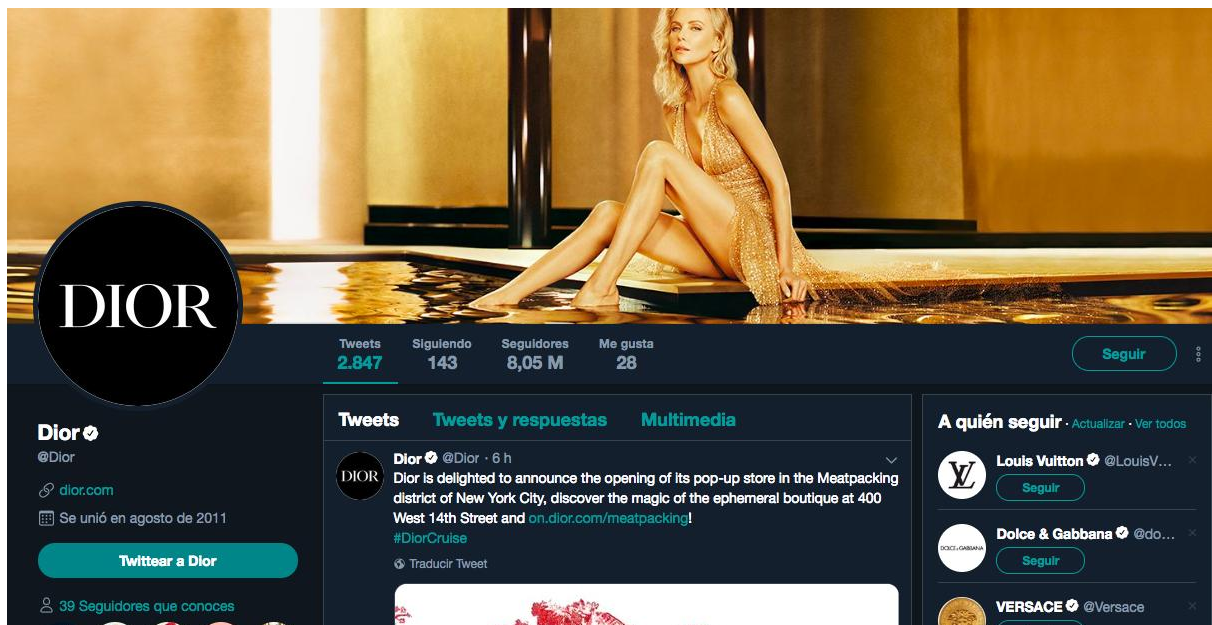 DIOR
Tweets
2.847
Siguiendo
143
Seguidores
8,05 M
Me gusta
28
Seguir
Dior
@Dior
dior.com
Se unió en agosto de 2011
Twittear a Dior
39 Seguidores que conoces
Tweets Tweets y respuestas Multimedia
DIOR
Dior @Dior · 6 h
Dior is delighted to announce the opening of its pop-up store in the Meatpacking
district of New York City, discover the magic of the ephemeral boutique at 400
West 14th Street and on.dior.com/meatpacking!
#DiorCruise
Traducir Tweet
A quién seguir · Actualizar · Ver todos
LV
Louis Vuitton @LouisV...
Seguir
DOLCE & GABBANA
Dolce & Gabbana @do...
Seguir
VERSACE @Versace